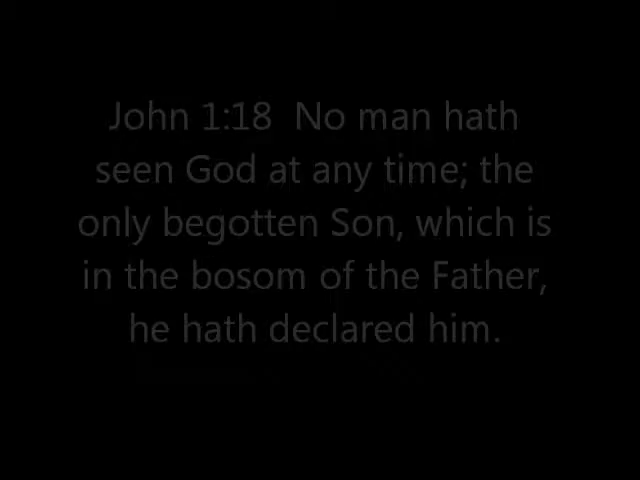 John 1:18  No man hath
seen God at any time; the
only begotten Son, which is
in the bosom of the Father,
he hath declared him.